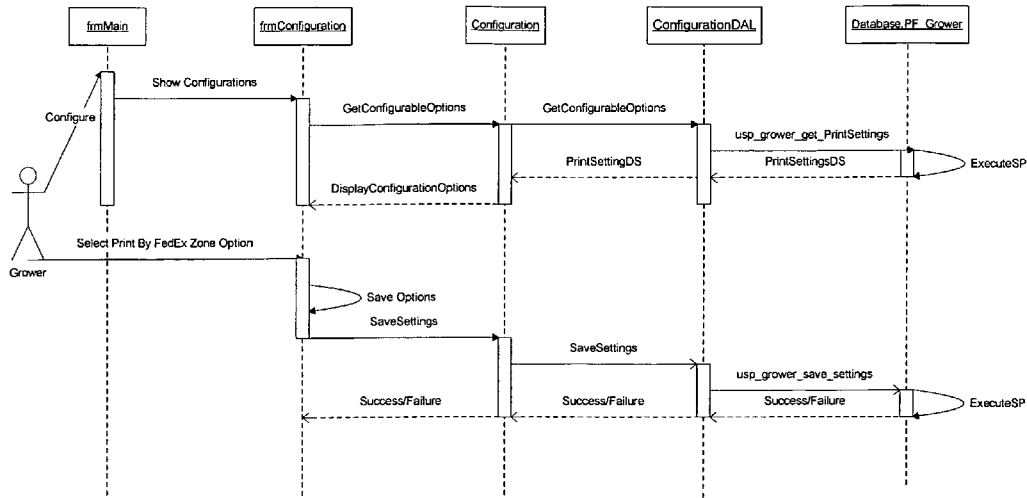 frmMain
frmConfiguration
Configuration
ConfigurationDAL
Database.PF_Grower
Show Configurations
Configure
GetConfigurableOptions
GetConfigurableOptions
usp_grower_get_PrintSettings
PrintSettingDS
PrintSettingsDS
ExecuteSP
DisplayConfigurationOptions
Select Print By FedEx Zone Option
Grower
Save Options
SaveSettings
SaveSettings
usp_grower_save_settings
Success/Failure
Success/Failure
Success/Failure
ExecuteSP